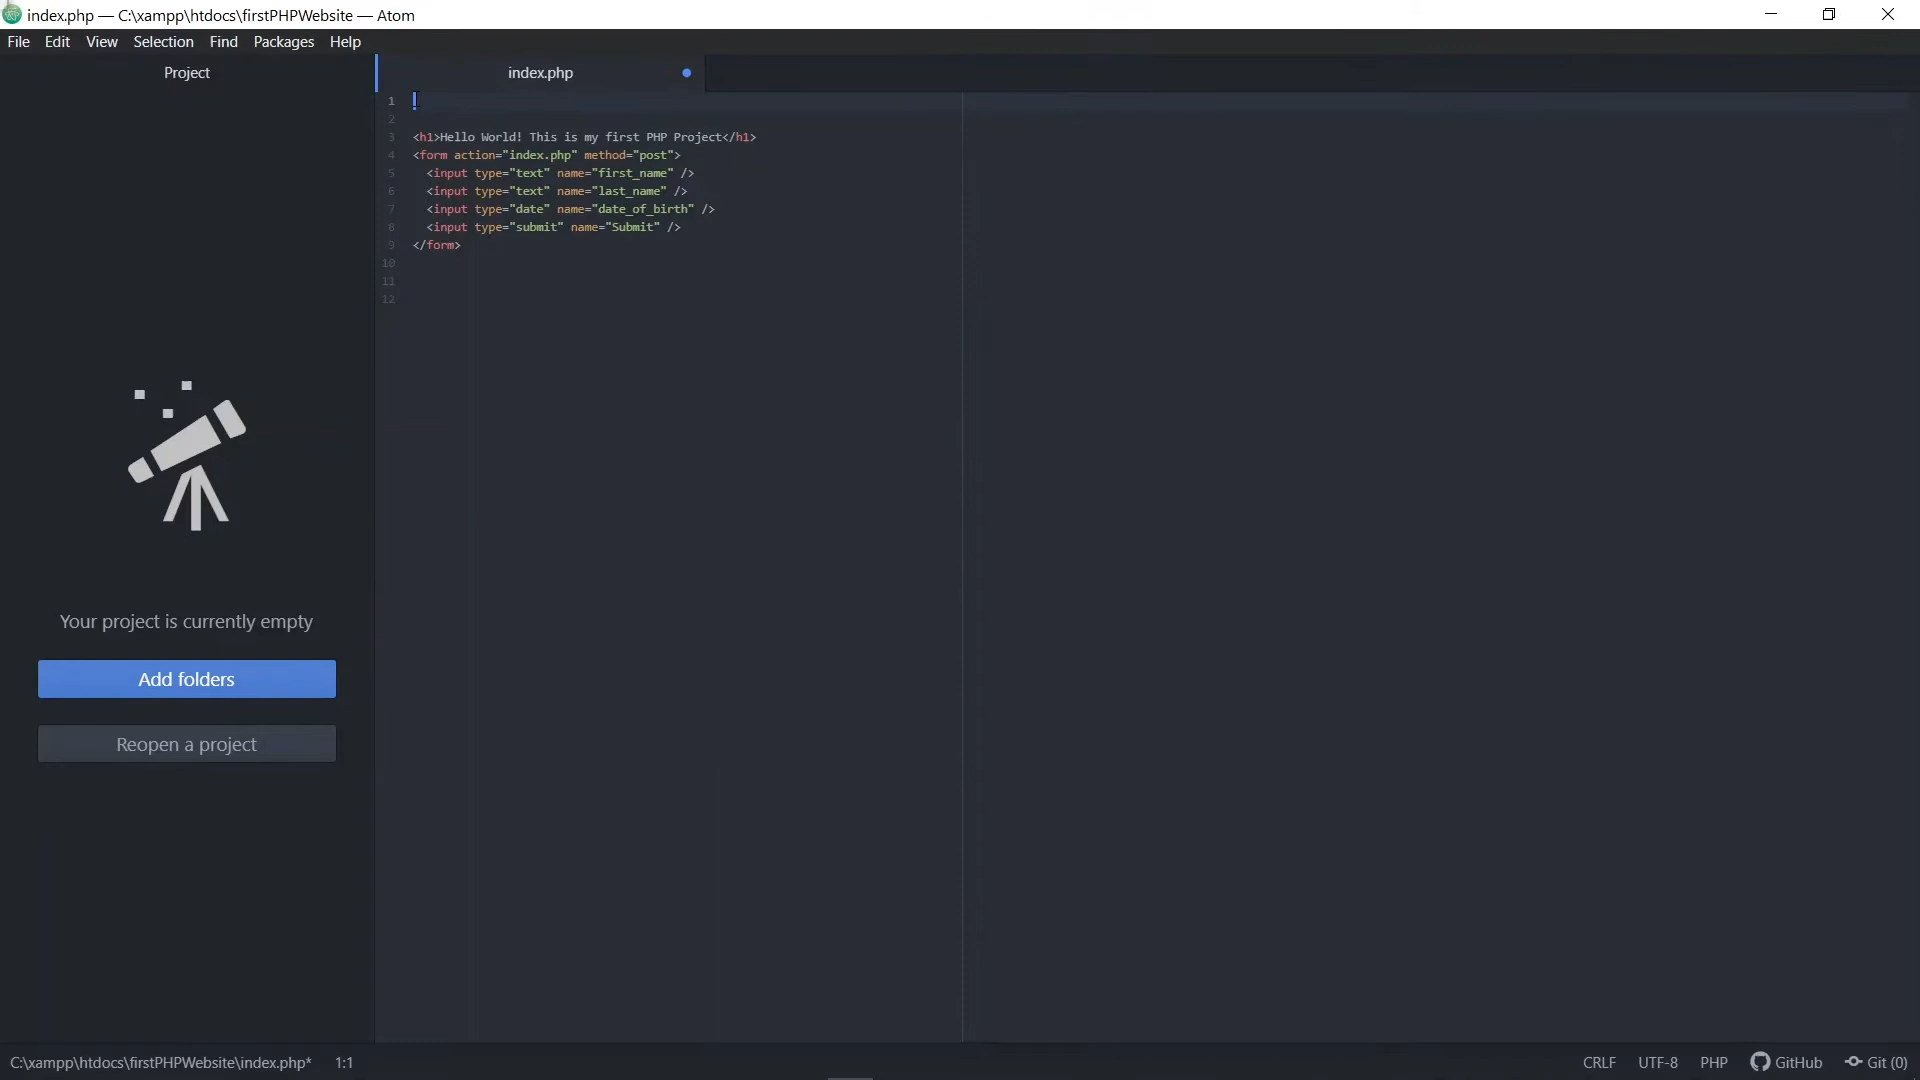 index.php — C:\xampp\htdocs\firstPHPWebsite — Atom
File Edit View Selection Find Packages Help
Project
index.php
1
2
3 <h1>Hello World! This is my first PHP Project</h1>
4 <form action="index.php" method="post">
5 <input type="text" name="first_name" />
6 <input type="text" name="last_name" />
7 <input type="date" name="date_of_birth" />
8 <input type="submit" name="Submit" />
9 </form>
10
11
12
Your project is currently empty
Add folders
Reopen a project
C:\xampp\htdocs\firstPHPWebsite\index.php* 1:1 CRLF UTF-8 PHP GitHub Git (0)